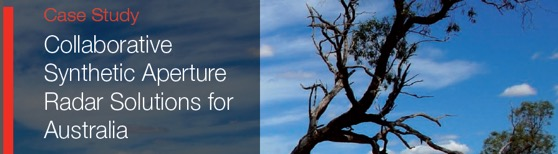 Case Study
Collaborative
Synthetic Aperture
Radar Solutions for
Australia